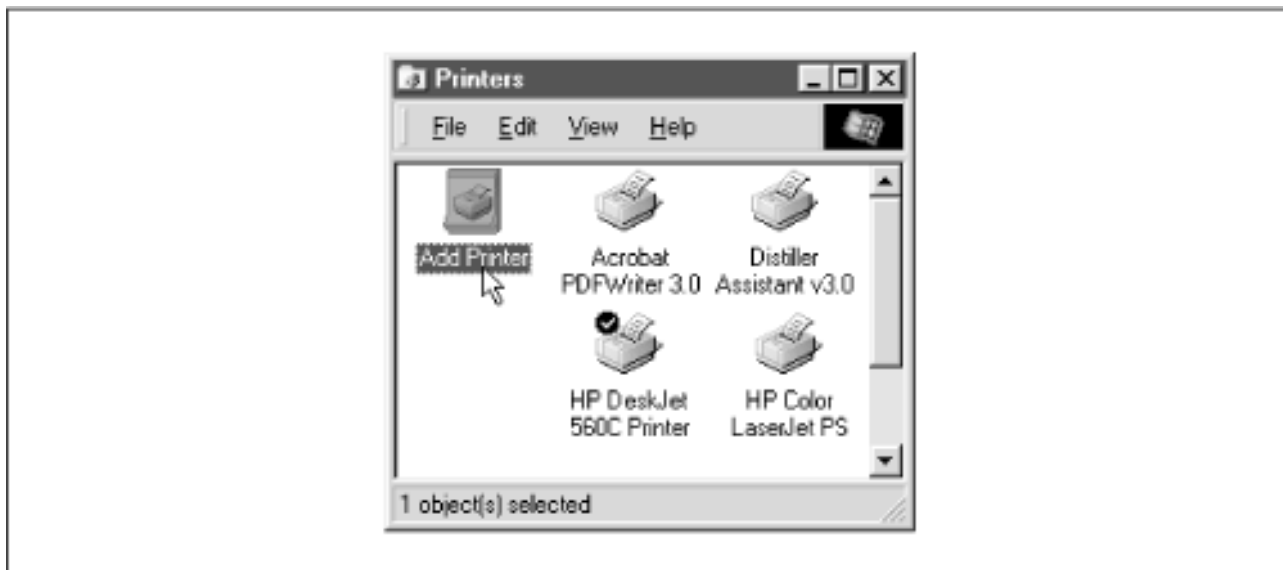 Printers
File Edit View Help
Add Printer
Acrobat
PDFWriter 3.0
Distiller
Assistant v3.0
HP DeskJet
560C Printer
HP Color
LaserJet PS
1 object(s) selected